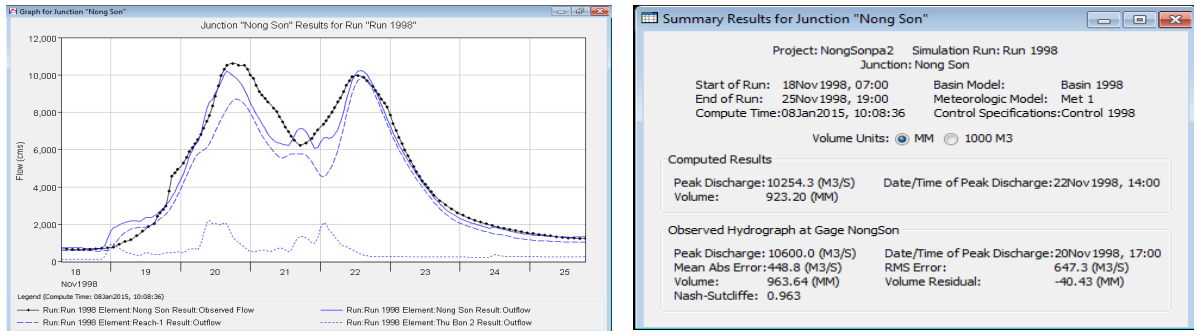 Graph for Junction "Nong Son"
Junction "Nong Son" Results for Run "Run 1998"
12,000
10,000
8,000
6,000
4,000
2,000
0
Flow (cms)
18 19 20 21 22 23 24 25
Nov1998
Legend (Compute Time: 08Jan2015, 10:08:36)
Run:Run 1998 Element:Nong Son Result:Observed Flow
Run:Run 1998 Element:Nong Son Result:Outflow
Run:Run 1998 Element:Reach-1 Result:Outflow
Run:Run 1998 Element:Thu Bon 2 Result:Outflow
Summary Results for Junction "Nong Son"
Project: NongSonpa2 Simulation Run: Run 1998
Junction: Nong Son
Start of Run: 18Nov1998, 07:00 Basin Model: Basin 1998
End of Run: 25Nov1998, 19:00 Meteorologic Model: Met 1
Compute Time:08Jan2015, 10:08:36 Control Specifications:Control 1998
Volume Units: MM 1000 M3
Computed Results
Peak Discharge:10254.3 (M3/S) Date/Time of Peak Discharge:22Nov1998, 14:00
Volume: 923.20 (MM)
Observed Hydrograph at Gage NongSon
Peak Discharge:10600.0 (M3/S) Date/Time of Peak Discharge:20Nov1998, 17:00
Mean Abs Error:448.8 (M3/S) RMS Error: 647.3 (M3/S)
Volume: 963.64 (MM) Volume Residual: -40.43 (MM)
Nash-Sutcliffe: 0.963